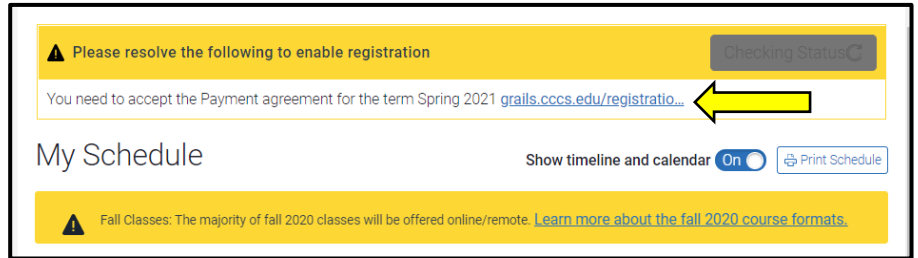 Please resolve the following to enable registration
Checking Status
You need to accept the Payment agreement for the term Spring 2021 grails.cccs.edu/registratio...
My Schedule
Show timeline and calendar On Print Schedule
Fall Classes: The majority of fall 2020 classes will be offered online/remote. Learn more about the fall 2020 course formats.